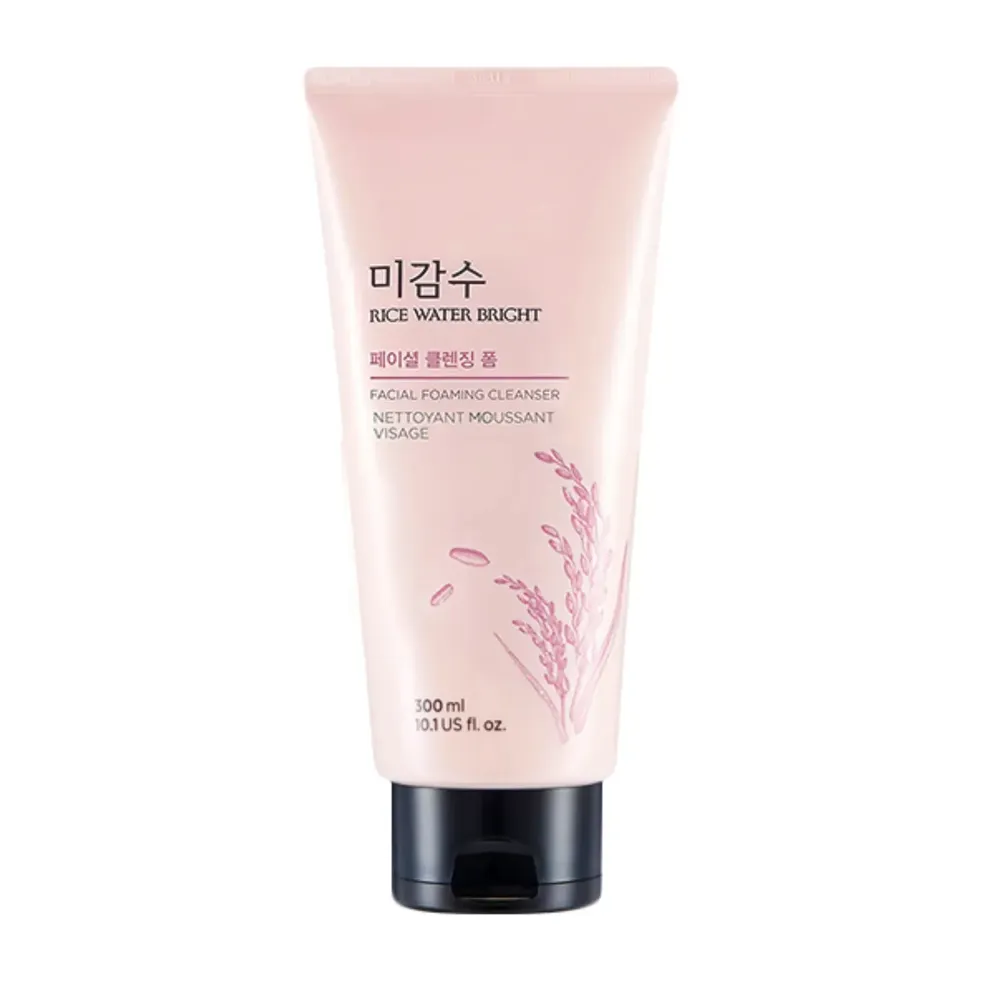 미감수
RICE WATER BRIGHT
페이셜 클렌징 폼
FACIAL FOAMING CLEANSER
NETTOYANT MOUSSANT
VISAGE
300 ml
10.1 US fl. oz.